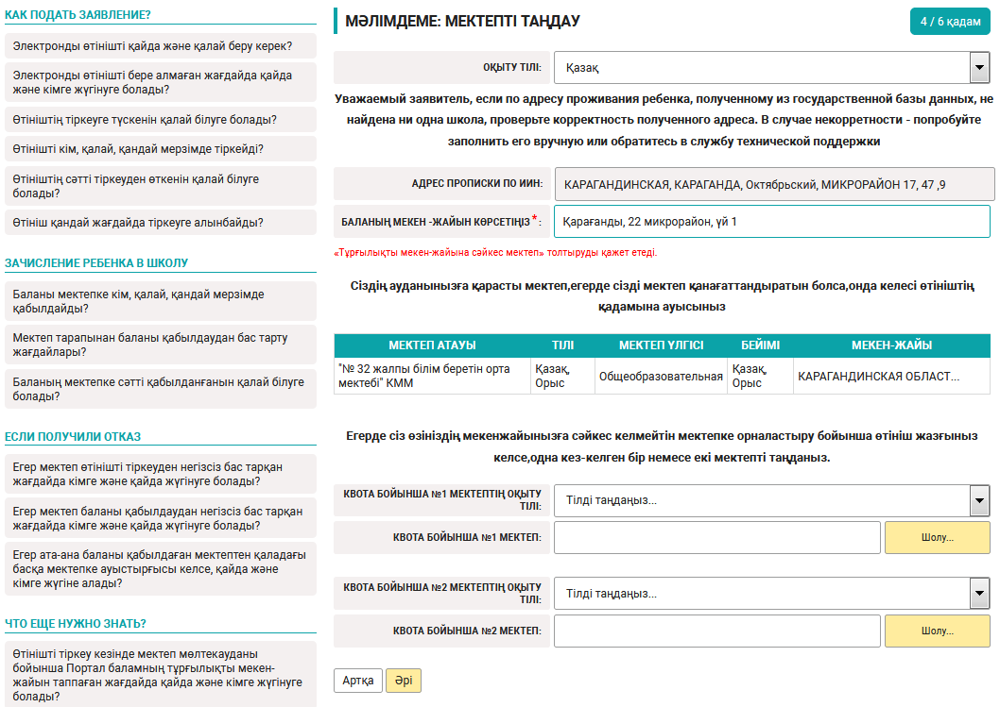 КАК ПОДАТЬ ЗАЯВЛЕНИЕ?
Электронды өтінішті қайда және қалай беру керек?
Электронды өтінішті бере алмаған жағдайда қайда
және кімге жүгінуге болады?
Өтініштің тіркеуге түскенін қалай білуге болады?
Өтінішті кім, қалай, қандай мерзімде тіркейді?
Өтініштің сәтті тіркеуден өткенін қалай білуге
болады?
Өтініш қандай жағдайда тіркеуге алынбайды?
ЗАЧИСЛЕНИЕ РЕБЕНКА В ШКОЛУ
Баланы мектепке кім, қалай, қандай мерзімде
қабылдайды?
Мектеп тарапынан баланы қабылдаудан бас тарту
жағдайлары?
Баланың мектепке сәтті қабылданғанын қалай білуге
болады?
ЕСЛИ ПОЛУЧИЛИ ОТКАЗ
Егер мектеп өтінішті тіркеуден негізсіз бас тарқан
жағдайда кімге және қайда жүгінуге болады?
Егер мектеп баланы қабылдаудан негізсіз бас тарқан
жағдайда кімге және қайда жүгінуге болады?
Егер ата-ана баланы қабылдаған мектептен қаладағы
басқа мектепке ауыстырғысы келсе, қайда және
кімге жүгіне алады?
ЧТО ЕЩЕ НУЖНО ЗНАТЬ?
Өтінішті тіркеу кезінде мектеп мөлтекауданы
бойынша Портал баламның тұрғылықты мекен-
жайын таппаған жағдайда қайда және кімге жүгінуге
болады?
МӘЛІМДЕМЕ: МЕКТЕПТІ ТАҢДАУ
4 / 6 қадам
ОҚЫТУ ТІЛІ:
Қазақ
Уважаемый заявитель, если по адресу проживания ребенка, полученному из государственной базы данных, не
найдена ни одна школа, проверьте корректность полученного адреса. В случае некорретности - попробуйте
заполнить его вручную или обратитесь в службу технической поддержки
АДРЕС ПРОПИСКИ ПО ИИН:
КАРАГАНДИНСКАЯ, КАРАГАНДА, Октябрьский, МИКРОРАЙОН 17, 47 ,9
БАЛАНЫҢ МЕКЕН -ЖАЙЫН КӨРСЕТІҢІЗ*:
Қарағанды, 22 микрорайон, үй 1
«Тұрғылықты мекен-жайына сәйкес мектеп» толтыруды қажет етеді.
Сіздің ауданынызға қарасты мектеп,егерде сізді мектеп қанағаттандыратын болса,онда келесі өтініштің
қадамына ауысыныз
МЕКТЕП АТАУЫ ТІЛІ МЕКТЕП ҮЛГІСІ БЕЙІМІ МЕКЕН-ЖАЙЫ
"№ 32 жалпы білім беретін орта
мектебі" КММ
Қазақ,
Орыс
Общеобразовательная
Қазақ,
Орыс
КАРАГАНДИНСКАЯ ОБЛАСТ...
Егерде сіз өзініздің мекенжайынызға сәйкес келмейтін мектепке орналастыру бойынша өтініш жазғыныз
келсе,одна кез-келген бір немесе екі мектепті таңданыз.
КВОТА БОЙЫНША №1 МЕКТЕПТІҢ ОҚЫТУ
ТІЛІ:
Тілді таңдаңыз...
КВОТА БОЙЫНША №1 МЕКТЕП:
Шолу...
КВОТА БОЙЫНША №2 МЕКТЕПТІҢ ОҚЫТУ
ТІЛІ:
Тілді таңдаңыз...
КВОТА БОЙЫНША №2 МЕКТЕП:
Шолу...
Артқа
Әрі